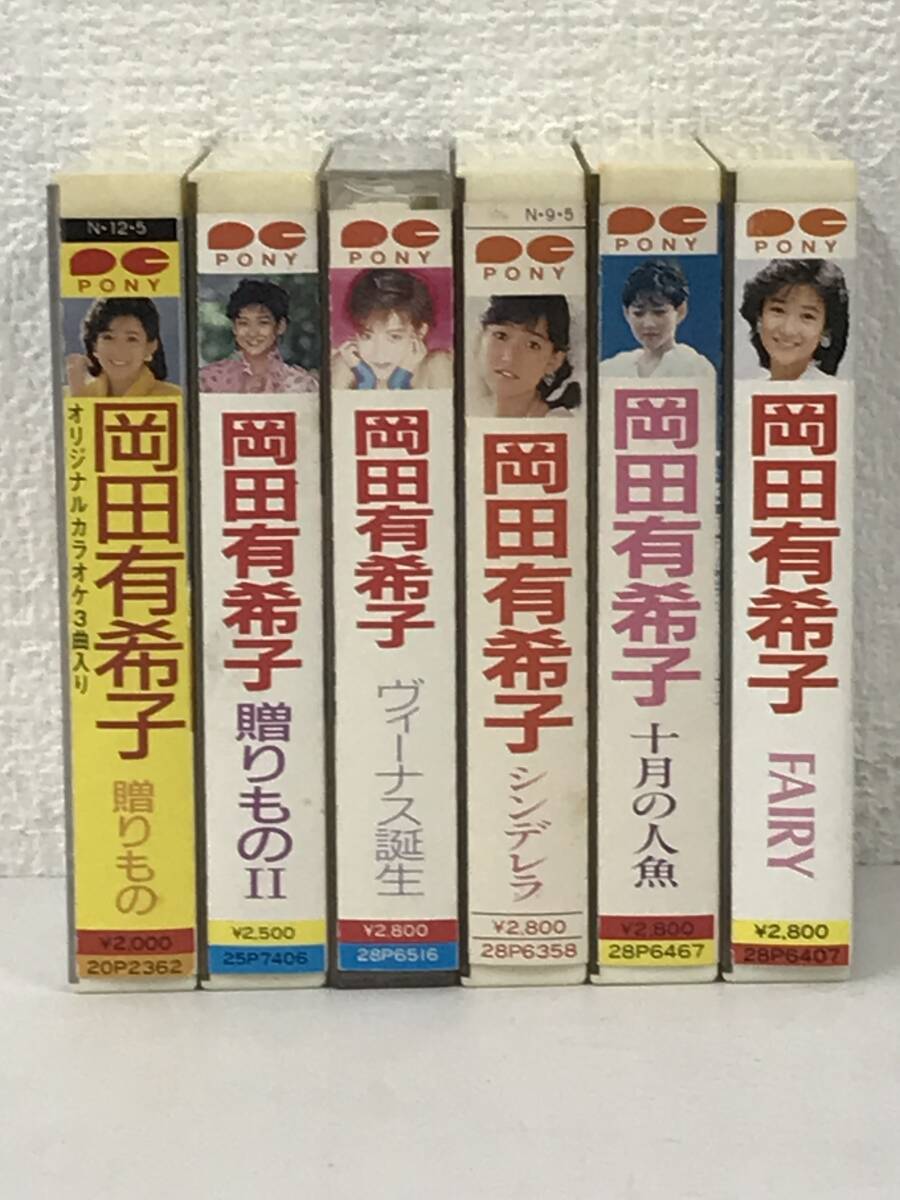 N・12・5
PONY
オリジナルカラオケ3曲入り
岡田有希子
贈りもの
¥2,000
20P2362
PONY
岡田有希子
贈りものII
¥2,500
25P7406
PONY
岡田有希子
ヴィーナス誕生
¥2,800
28P6516
N・9・5
PONY
岡田有希子
シンデレラ
¥2,800
28P6358
PONY
岡田有希子
十月の人魚
¥2,800
28P6467
PONY
岡田有希子
FAIRY
¥2,800
28P6407